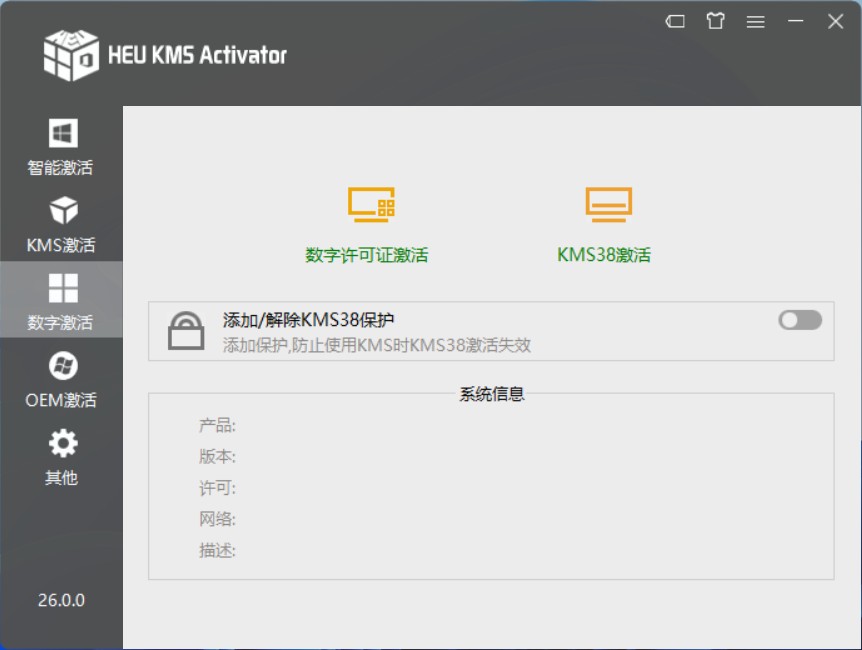 HEU KMS Activator
智能激活
KMS激活
数字激活
OEM激活
其他
26.0.0
数字许可证激活
KMS38激活
添加/解除KMS38保护
添加保护,防止使用KMS时KMS38激活失效
系统信息
产品:
版本:
许可:
网络:
描述: